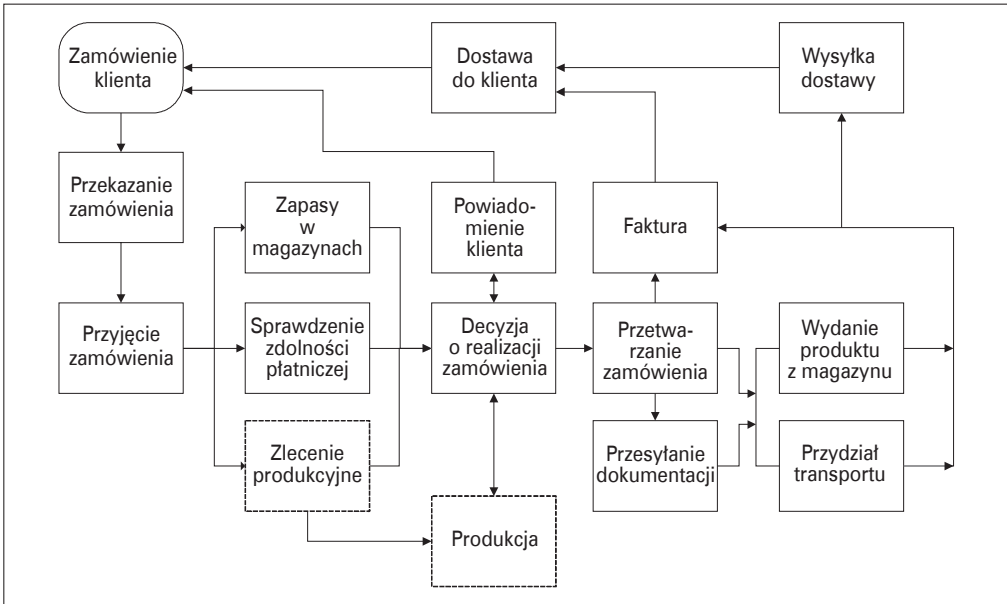 Zamówienie
klienta
Dostawa
do klienta
Wysyłka
dostawy
Przekazanie
zamówienia
Zapasy
w
magazynach
Powiado-
mienie
klienta
Faktura
Przyjęcie
zamówienia
Sprawdzenie
zdolności
płatniczej
Decyzja
o realizacji
zamówienia
Przetwa-
rzanie
zamówienia
Wydanie
produktu
z magazynu
Zlecenie
produkcyjne
Przesyłanie
dokumentacji
Przydział
transportu
Produkcja